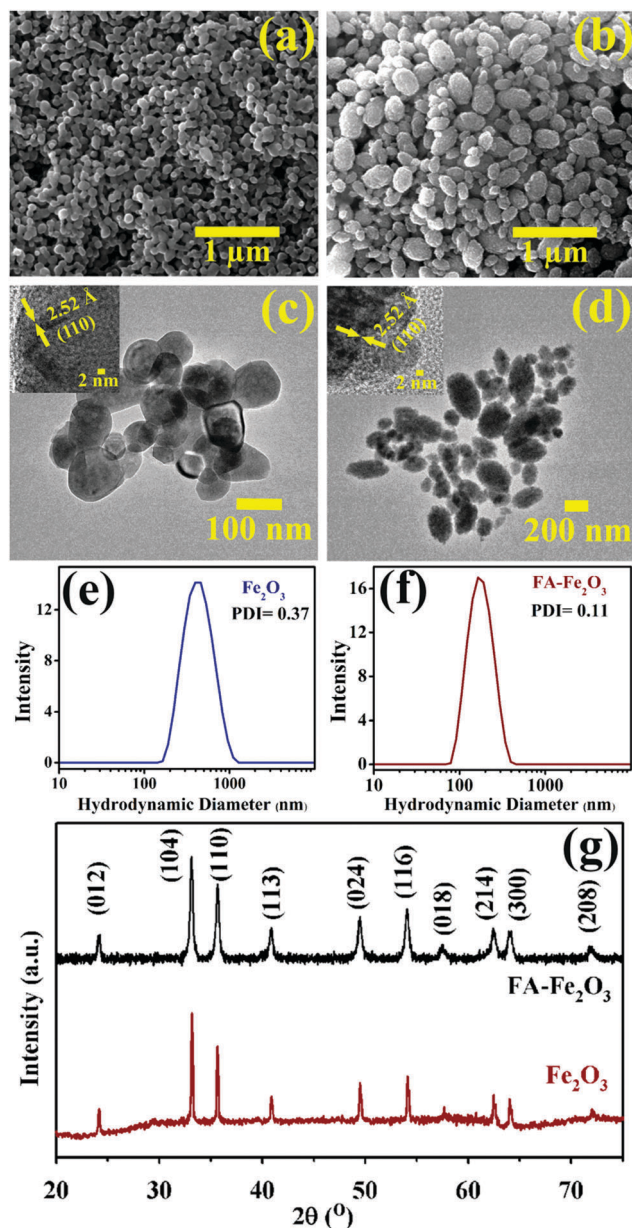 (a)
1 µm
(b)
1 µm
(c)
2.52 Å
(110)
2 nm
100 nm
(d)
2.52 Å
(110)
2 nm
200 nm
(e)
Fe₂O₃
PDI= 0.37
Intensity
12
8
4
0
10
100
1000
Hydrodynamic Diameter (nm)
(f)
FA-Fe₂O₃
PDI= 0.11
Intensity
16
12
8
4
0
10
100
1000
Hydrodynamic Diameter (nm)
(g)
(012)
(104)
(110)
(113)
(024)
(116)
(018)
(214)
(300)
(208)
FA-Fe₂O₃
Fe₂O₃
Intensity (a.u.)
20
30
40
50
60
70
2θ (O)